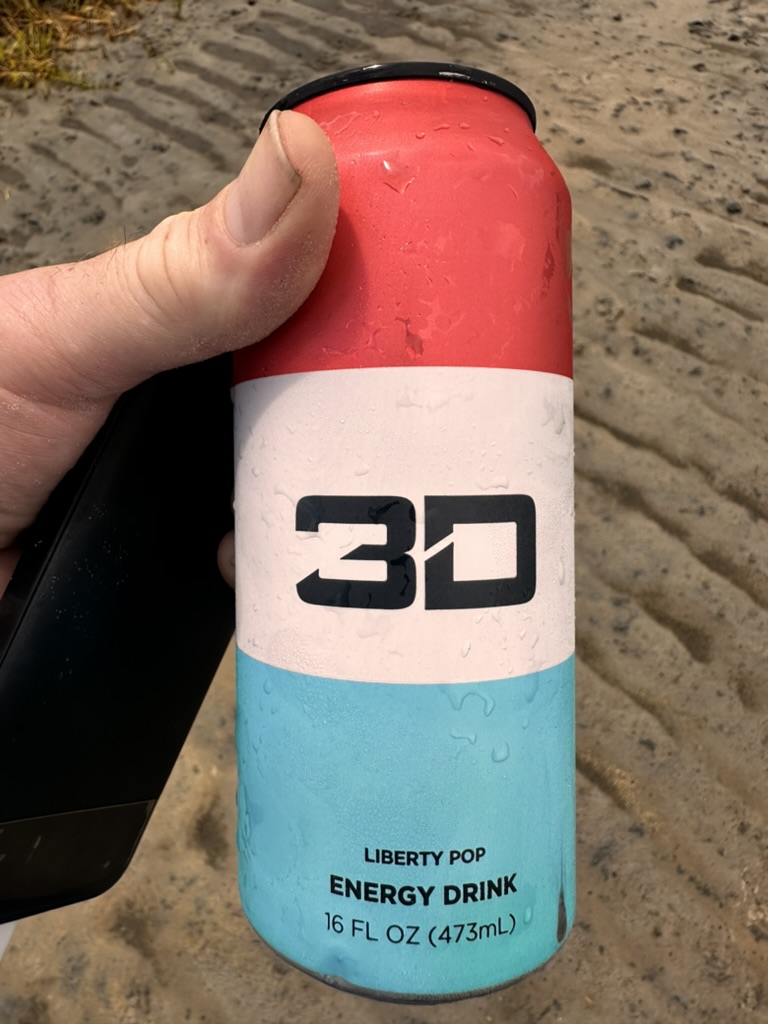 3D
LIBERTY POP
ENERGY DRINK
16 FL OZ (473mL)